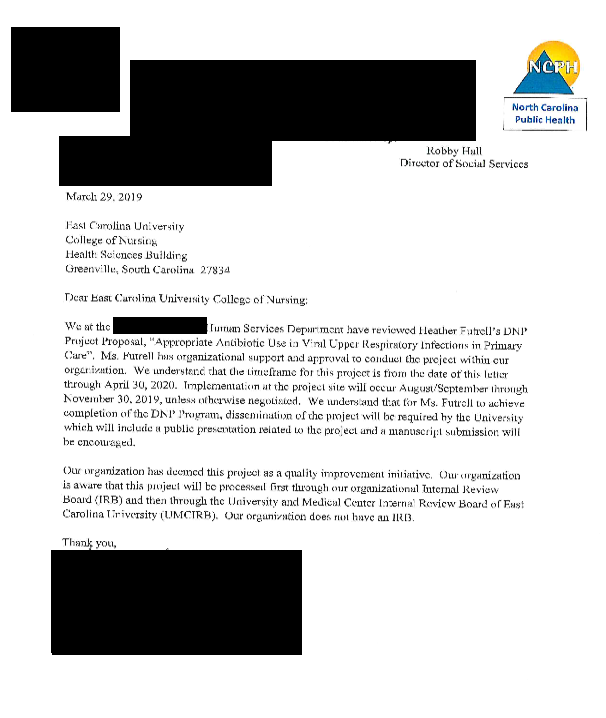 NCPH
North Carolina
Public Health
Robby Hall
Director of Social Services
March 29, 2019
East Carolina University
College of Nursing
Health Sciences Building
Greenville, South Carolina 27834
Dear East Carolina University College of Nursing:
We at the Human Services Department have reviewed Heather Futrell's DNP
Project Proposal, "Appropriate Antibiotic Use in Viral Upper Respiratory Infections in Primary
Care". Ms. Futrell has organizational support and approval to conduct the project within our
organization. We understand that the timeframe for this project is from the date of this letter
through April 30, 2020. Implementation at the project site will occur August/September through
November 30, 2019, unless otherwise negotiated. We understand that for Ms. Futrell to achieve
completion of the DNP Program, dissemination of the project will be required by the University
which will include a public presentation related to the project and a manuscript submission will
be encouraged.
Our organization has deemed this project as a quality improvement initiative. Our organization
is aware that this project will be processed first through our organizational Internal Review
Board (IRB) and then through the University and Medical Center Internal Review Board of East
Carolina University (UMCIRB). Our organization does not have an IRB.
Thank you,